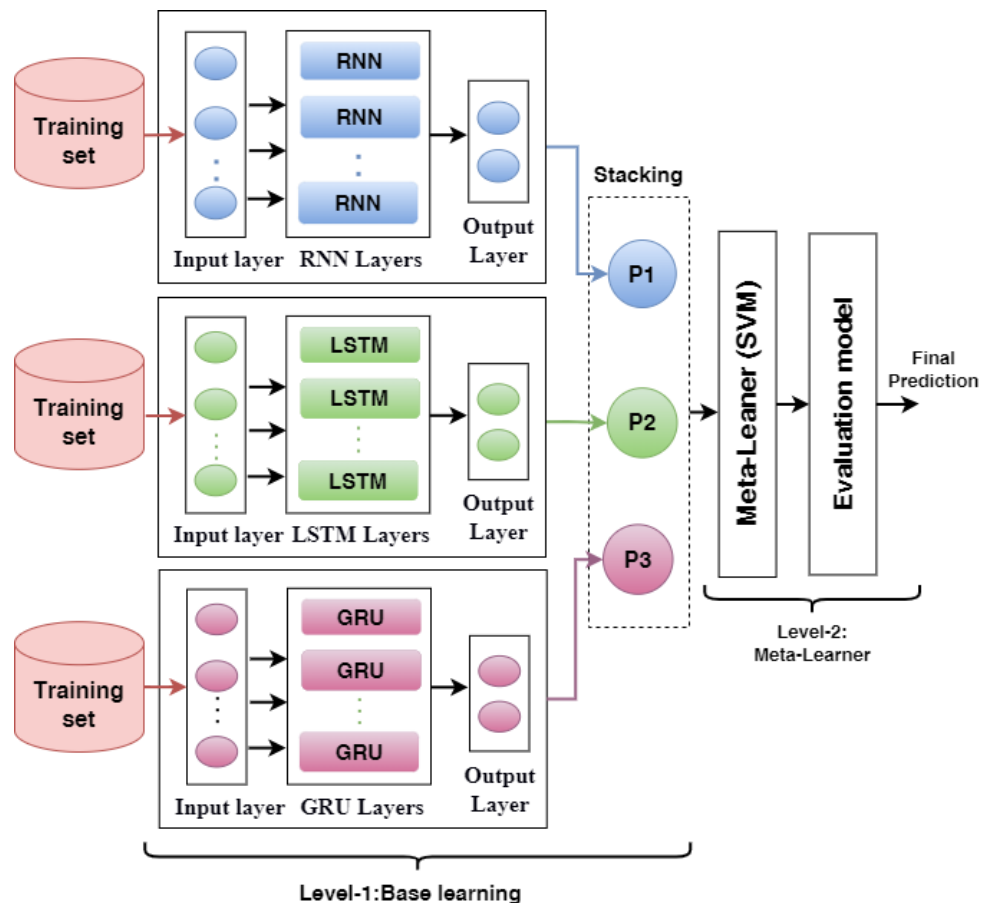 Training
set
RNN
RNN
RNN
Input layer
RNN Layers
Output
Layer
Training
set
LSTM
LSTM
LSTM
Input layer
LSTM Layers
Output
Layer
Training
set
GRU
GRU
GRU
Input layer
GRU Layers
Output
Layer
Level-1:Base learning
Stacking
P1
P2
P3
Meta-Leaner (SVM)
Evaluation model
Final
Prediction
Level-2:
Meta-Learner